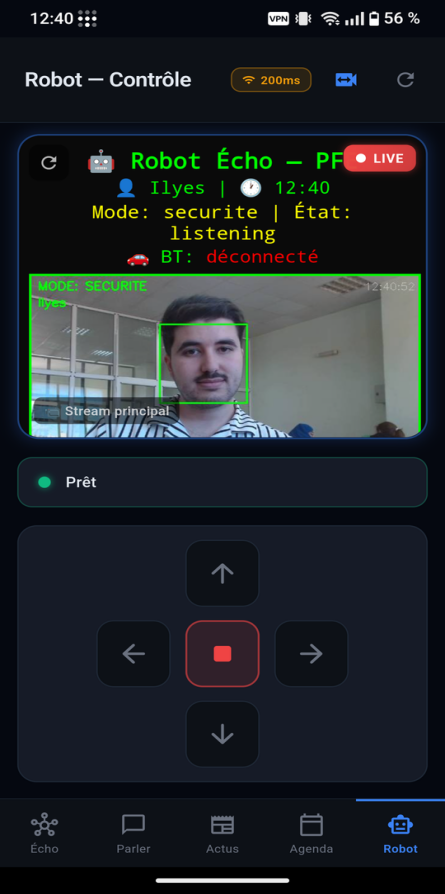 12:40
VPN
56 %
Robot — Contrôle
200ms
Robot Écho — PF
LIVE
Ilyes | 12:40
Mode: securite | État:
listening
BT: déconnecté
MODE: SECURITE
12:40:52
Ilyes
Stream principal
Prêt
Écho
Parler
Actus
Agenda
Robot